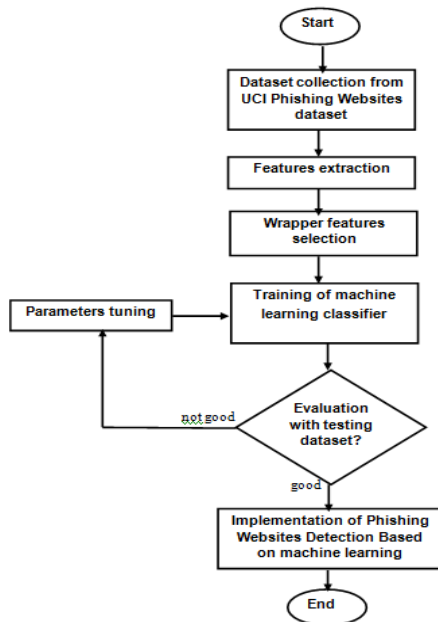 Start
Dataset collection from
UCI Phishing Websites
dataset
Features extraction
Wrapper features
selection
Parameters tuning
Training of machine
learning classifier
not good
Evaluation
with testing
dataset?
good
Implementation of Phishing
Websites Detection Based
on machine learning
End